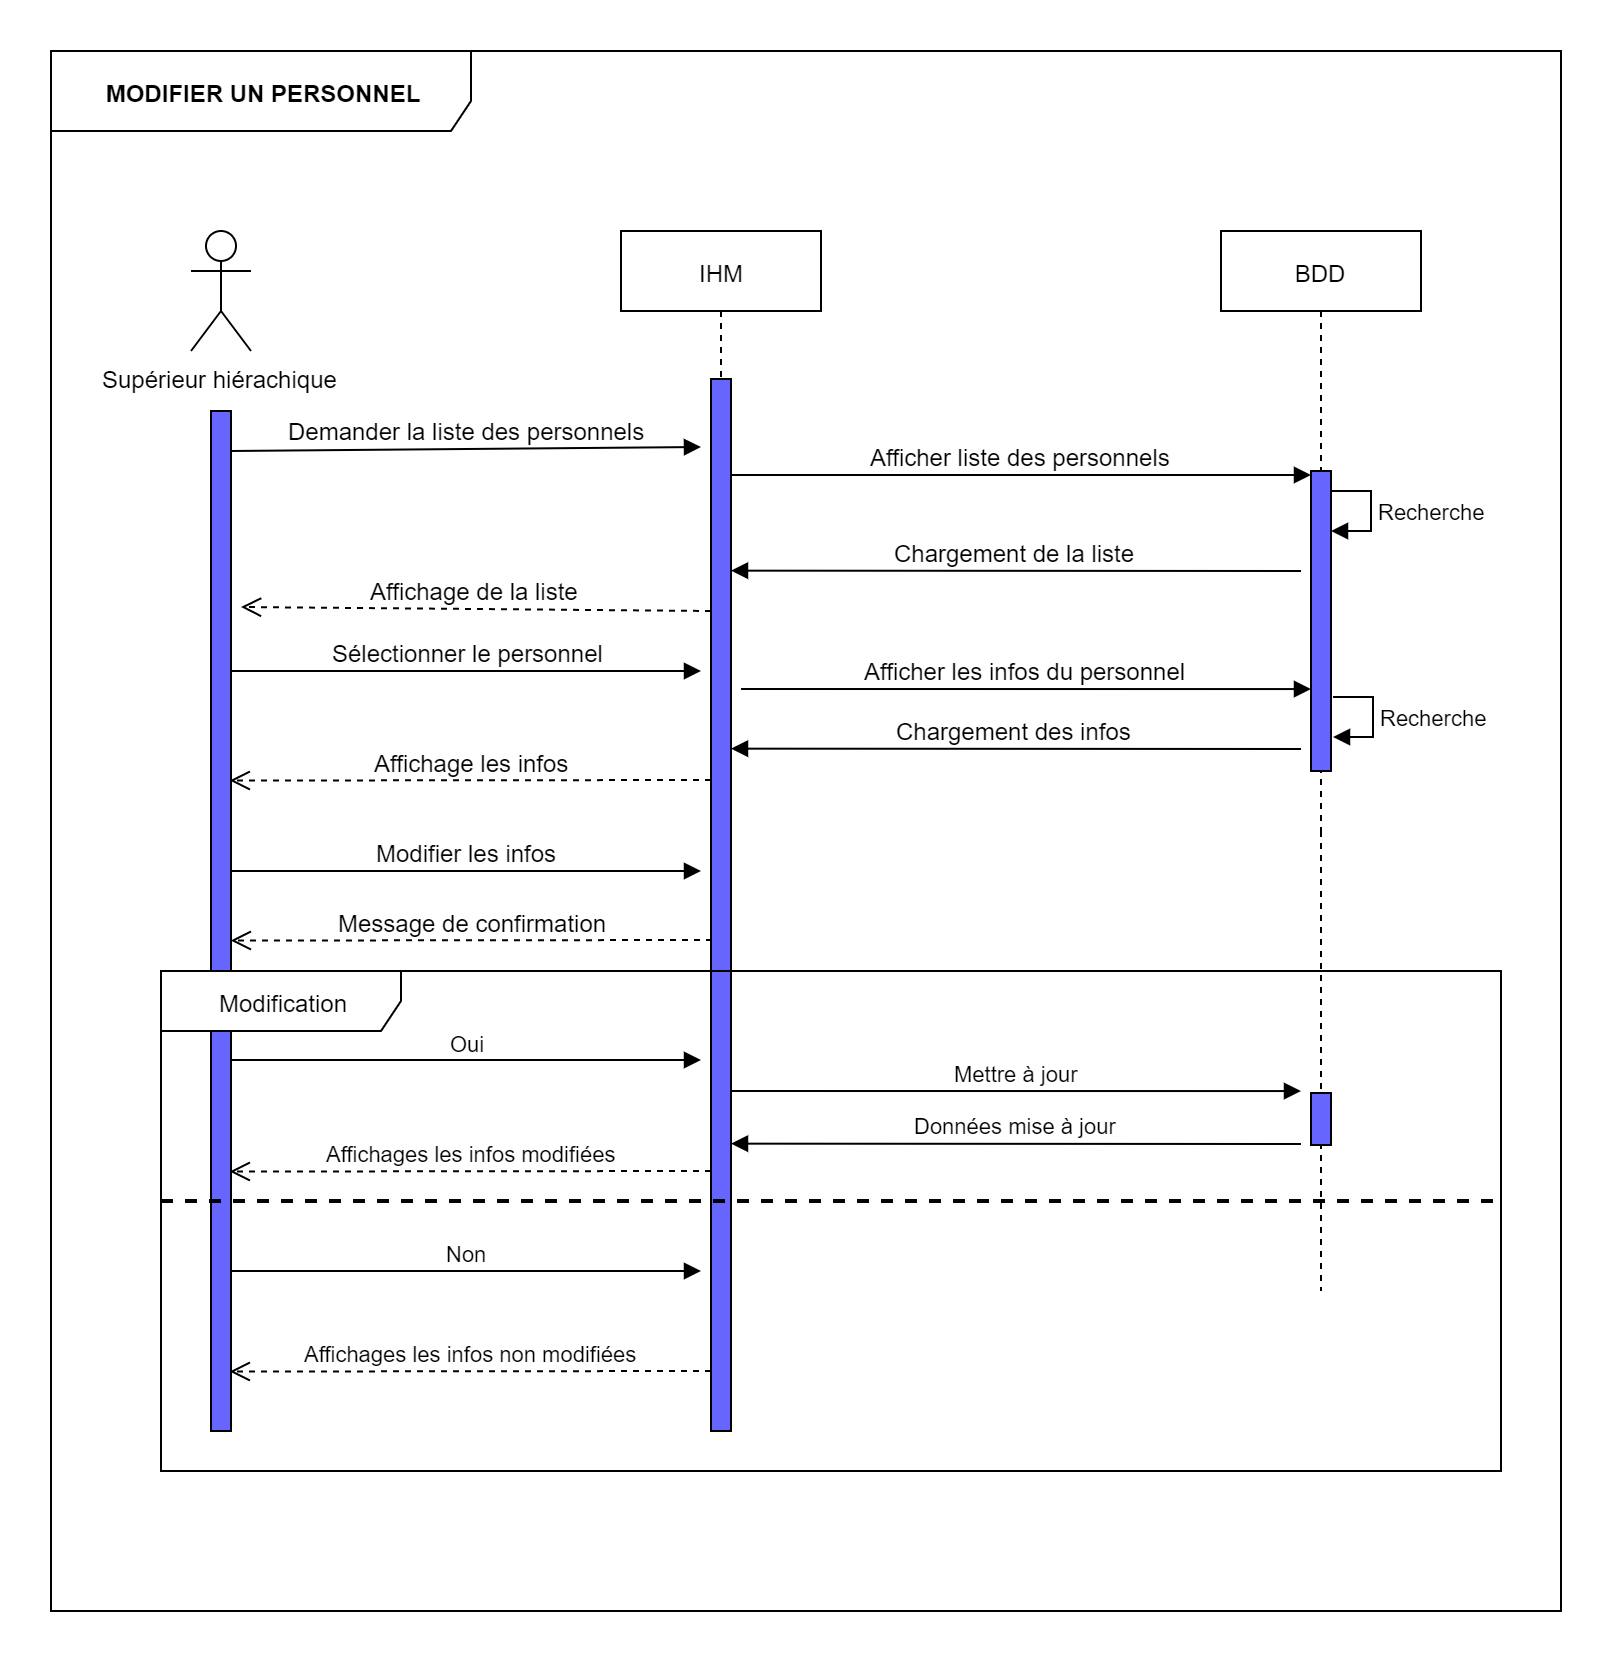 MODIFIER UN PERSONNEL
IHM
BDD
Supérieur hiérachique
Demander la liste des personnels
Afficher liste des personnels
Recherche
Chargement de la liste
Affichage de la liste
Sélectionner le personnel
Afficher les infos du personnel
Recherche
Chargement des infos
Affichage les infos
Modifier les infos
Message de confirmation
Modification
Oui
Mettre à jour
Données mise à jour
Affichages les infos modifiées
Non
Affichages les infos non modifiées